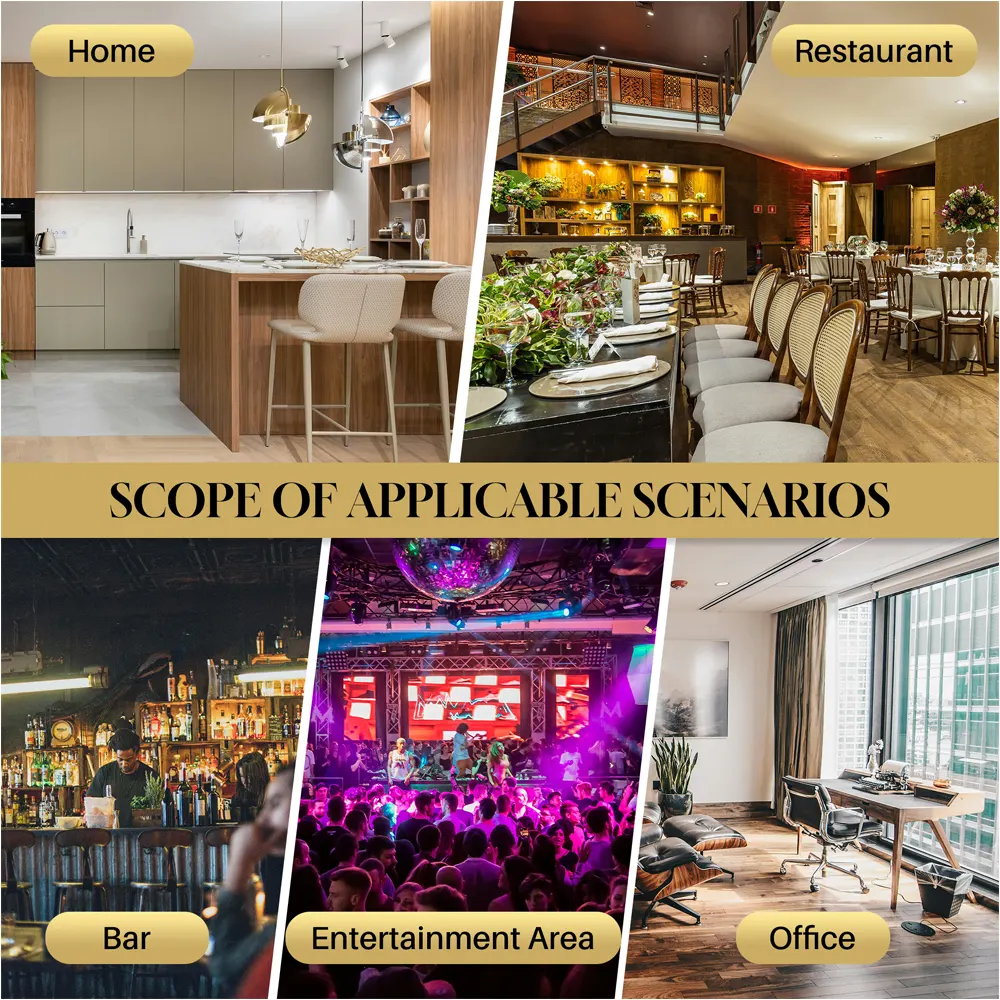 Home
Restaurant
SCOPE OF APPLICABLE SCENARIOS
Bar
Entertainment Area
Office